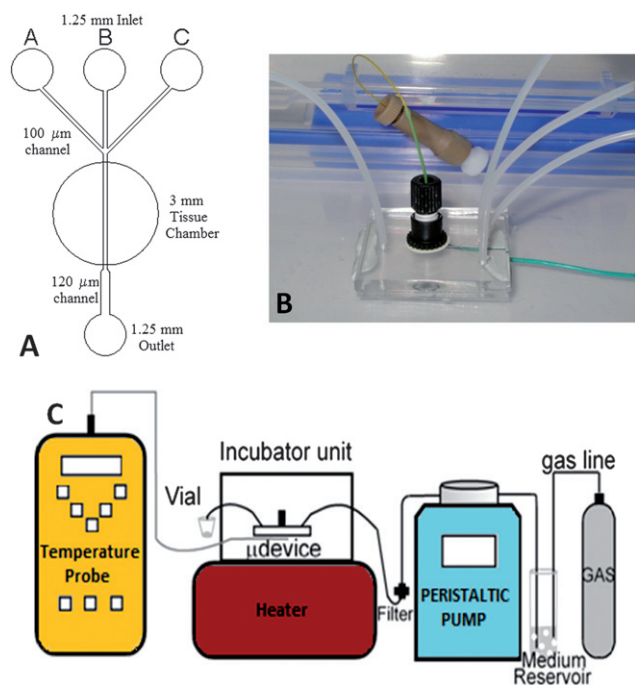 1.25 mm Inlet
A B C
100 μm
channel
3 mm
Tissue
Chamber
120 μm
channel
1.25 mm
Outlet
A
B
C
Temperature
Probe
Vial
Incubator unit
μdevice
Heater
Filter
PERISTALTIC
PUMP
gas line
GAS
Medium
Reservoir